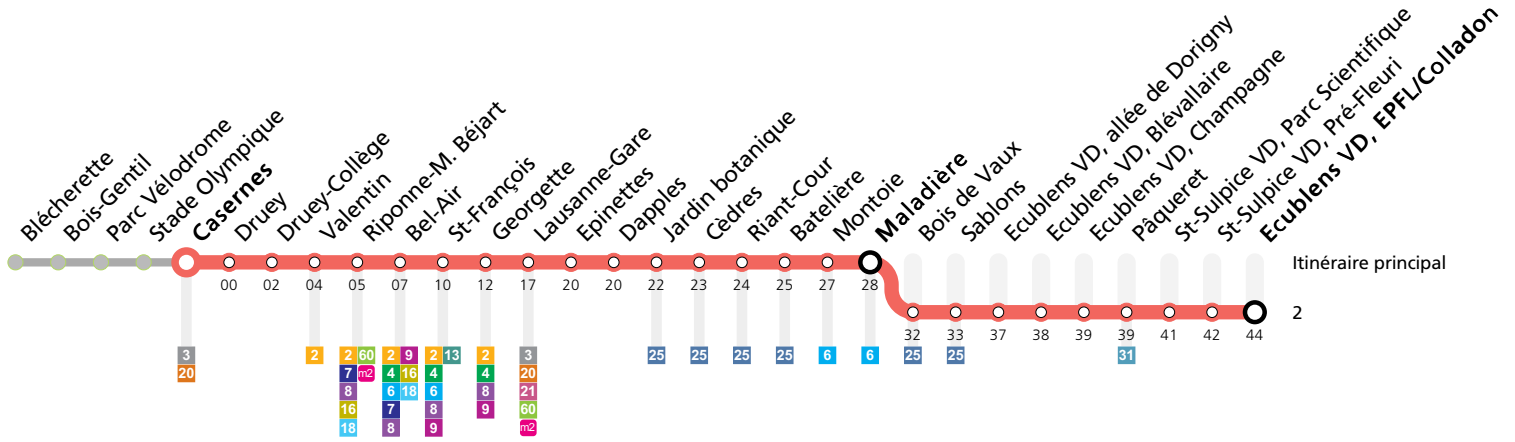 Blécherette
Bois-Gentil
Parc Vélodrome
Stade Olympique
Casernes
Druey
Druey-Collège
Valentin
Riponne-M. Béjart
Bel-Air
St-François
Georgette
Lausanne-Gare
Epinettes
Dapples
Jardin botanique
Cèdres
Riant-Cour
Batelière
Montoie
Maladière
Bois de Vaux
Sablons
Ecublens VD, allée de Dorigny
Ecublens VD, Blévallaire
Ecublens VD, Champagne
Pâqueret
St-Sulpice VD, Parc Scientifique
St-Sulpice VD, Pré-Fleuri
Ecublens VD, EPFL/Colladon
Itinéraire principal
00 02 04 05 07 10 12 17 20 20 22 23 24 25 27 28
2
32 33 37 38 39 39 41 42 44
3 2 2 60 2 9 2 13 2 3 25 25 25 25 6 6 25 25 31
20 7 m2 4 16 4 4 20
8 6 18 6 8 21
16 7 8 9 60
18 8 9 m2